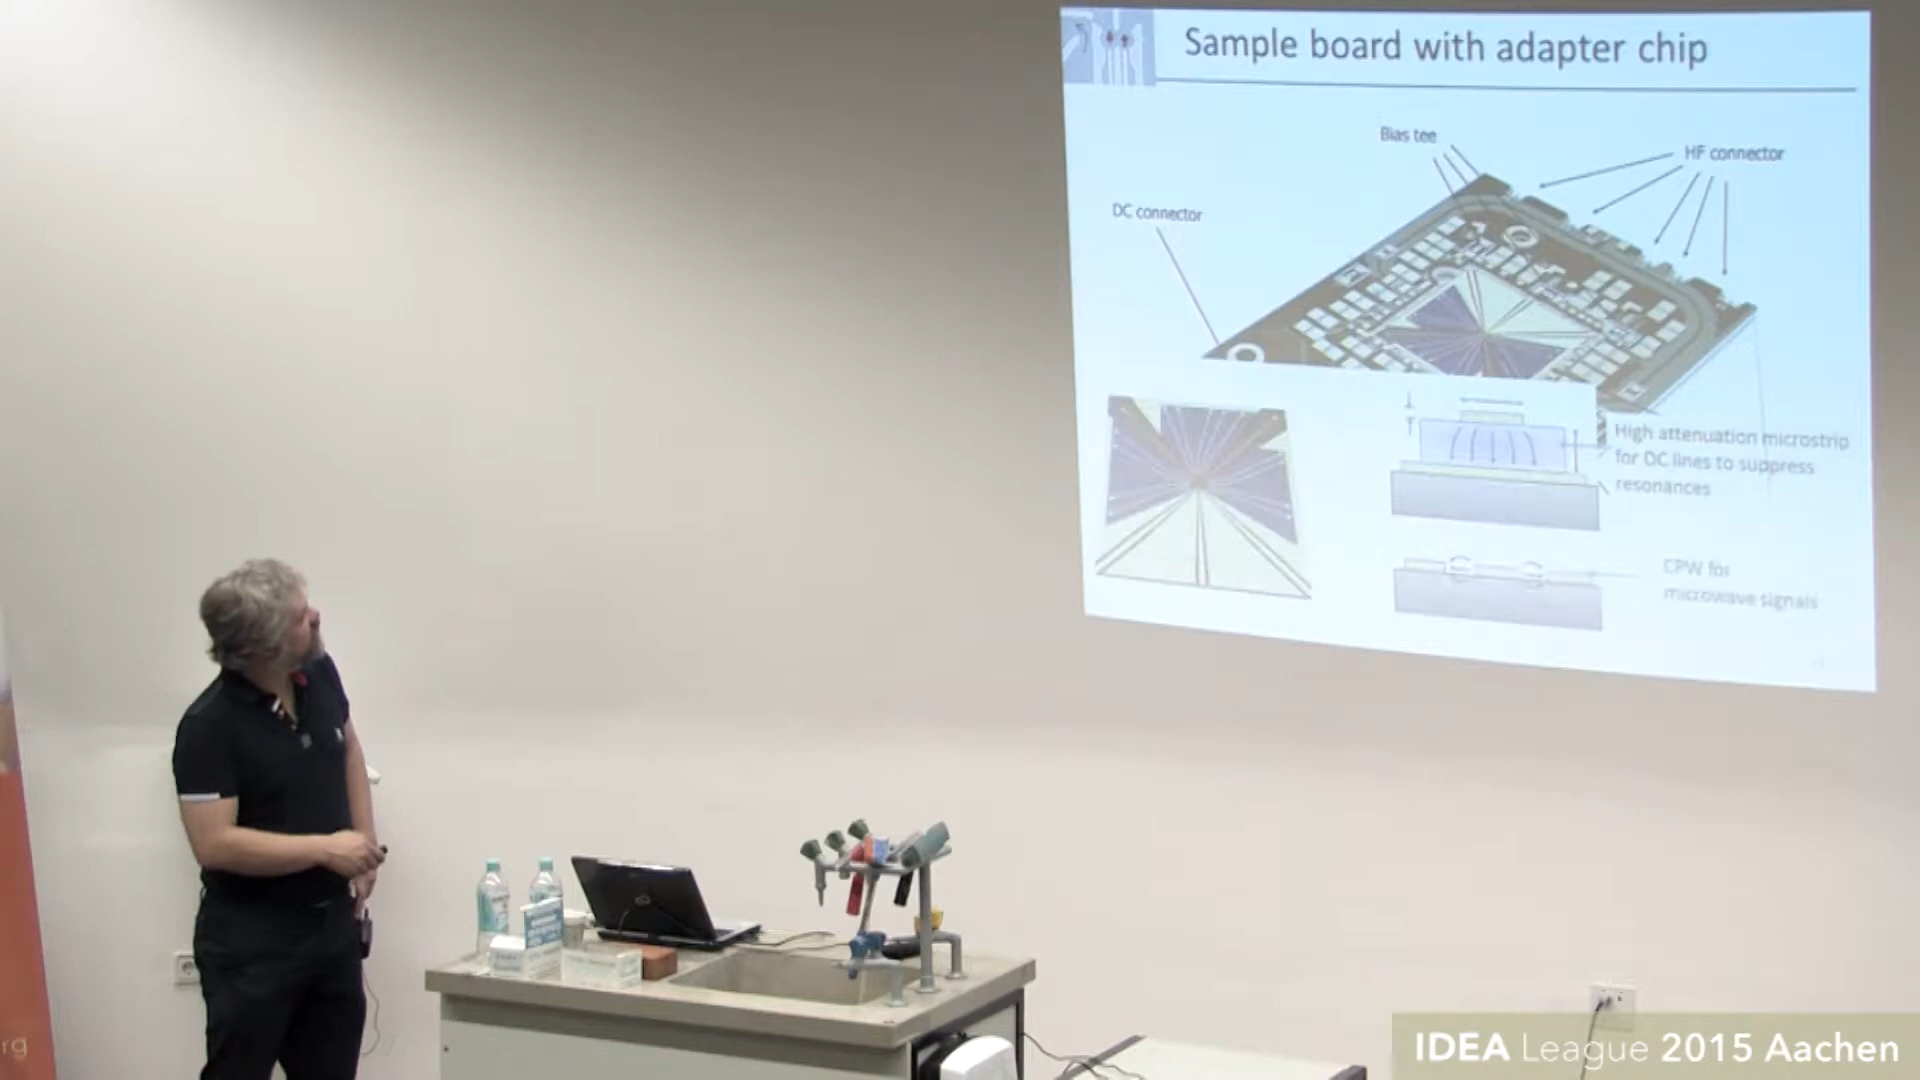 Sample board with adapter chip
Bias tee
HF connector
DC connector
High attenuation microstrip
for DC lines to suppress
resonances
CPW for
microwave signals
rg
IDEA League 2015 Aachen